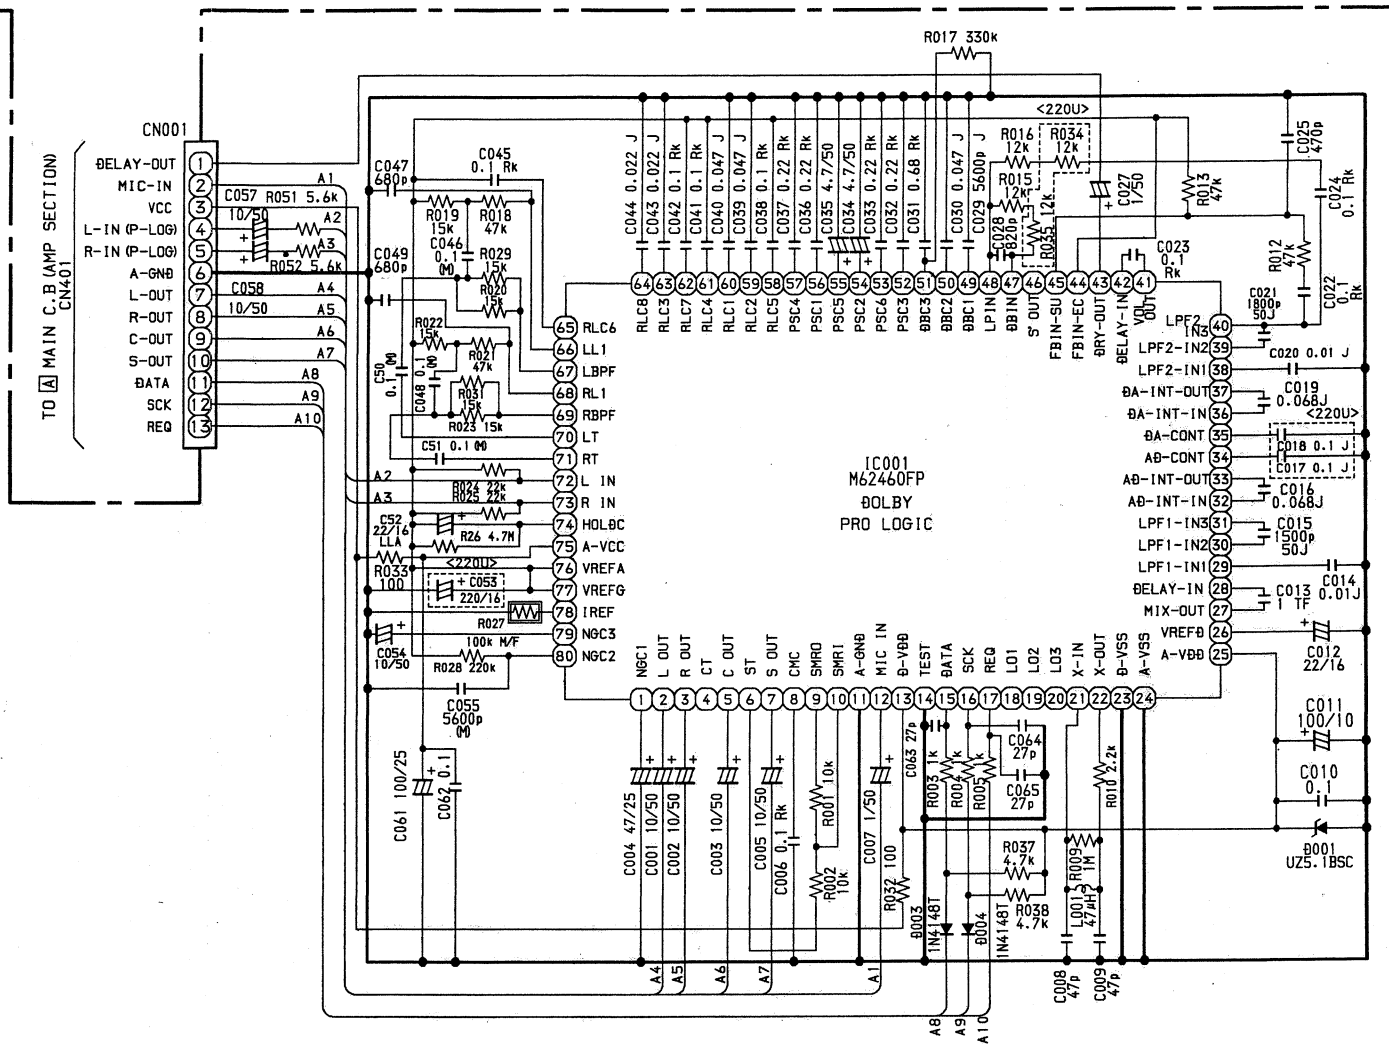 TO A MAIN C.B (AMP SECTION)
CN401
CN001
DELAY-OUT 1
MIC-IN 2
VCC 3
L-IN (P-LOG) 4
R-IN (P-LOG) 5
A-GND 6
L-OUT 7
R-OUT 8
C-OUT 9
S-OUT 10
DATA 11
SCK 12
REQ 13
A1
C057 R051 5.6k
10/50
A2
A3
R052 5.6k
C058
10/50
A4
A5
A6
A7
A8
A9
A10
C047
680p
C045
0.1 Rk
R019
15k
R018
47k
C046
0.1
(M)
C049
680p
R029
15k
R020
15k
R022
15k
R021
47k
C50
0.1 (M)
C048 0.1 (M)
R031
15k
R023 15k
C51 0.1 (M)
A2
R024 22k
R025 22k
A3
C52
22/16
LLA
R26 4.7M
R033
100
<220U>
C053
220/16
R027
100k M/F
C054
10/50
R028 220k
C055
5600p
(M)
C061 100/25
C062 0.1
R017 330k
C044 0.022 J
C043 0.022 J
C042 0.1 Rk
C041 0.1 Rk
C040 0.047 J
C039 0.047 J
C038 0.1 Rk
C037 0.22 Rk
C036 0.22 Rk
C035 4.7/50
C034 4.7/50
C033 0.22 Rk
C032 0.1 Rk
C031 0.68 Rk
C030 0.047 J
C029 5600p J
<220U>
R016
12k
R034
12k
R015
12k
C028
820p
R035 12k
C027
1/50
R013
47k
C025
470p
C024
0.1 Rk
C023
0.1
Rk
R012
47k
C022
0.1
Rk
C021
1800p
50J
64 63 62 61 60 59 58 57 56 55 54 53 52 51 50 49 48 47 46 45 44 43 42 41
RLC8
RLC3
RLC7
RLC4
RLC1
RLC2
RLC5
PSC4
PSC1
PSC5
PSC2
PSC6
PSC3
DBC3
DBC2
DBC1
LPIN
DBIN
S' OUT
FBIN-SU
FBIN-EC
DRY-OUT
DELAY-IN
VOL OUT
65 RLC6
66 LL1
67 LBPF
68 RL1
69 RBPF
70 LT
71 RT
72 L IN
73 R IN
74 HOLDC
75 A-VCC
76 VREFA
77 VREFG
78 IREF
79 NGC3
80 NGC2
IC001
M62460FP
DOLBY
PRO LOGIC
LPF2
IN3 40
LPF2-IN2 39
LPF2-IN1 38
DA-INT-OUT 37
DA-INT-IN 36
DA-CONT 35
AD-CONT 34
AD-INT-OUT 33
AD-INT-IN 32
LPF1-IN3 31
LPF1-IN2 30
LPF1-IN1 29
DELAY-IN 28
MIX-OUT 27
VREFD 26
A-VDD 25
C020 0.01 J
C019
0.068J
<220U>
C018 0.1 J
C017 0.1 J
C016
0.068J
C015
1500p
50J
C014
0.01J
C013
1 TF
C012
22/16
C011
100/10
C010
0.1
D001
UZ5.1BSC
NGC1
L OUT
R OUT
CT
C OUT
ST
S OUT
CMC
SMRO
SMRI
A-GND
MIC IN
D-VDD
TEST
DATA
SCK
REQ
LO1
LO2
LO3
X-IN
X-OUT
D-VSS
A-VSS
1 2 3 4 5 6 7 8 9 10 11 12 13 14 15 16 17 18 19 20 21 22 23 24
C004 47/25
C001 10/50
C002 10/50
C003 10/50
C005 10/50
C006 0.1 Rk
R001 10k
R002
10k
C007 1/50
R032 100
C063 27p
R003 1k
R004 1k
R005 1k
C064
27p
C065
27p
R010 2.2k
R037
4.7k
R038
4.7k
R009
1M
L001
47μH
D003
1N4148T
D004
1N4148T
C008
47p
C009
47p
A4
A5
A6
A7
A1
A8
A9
A10